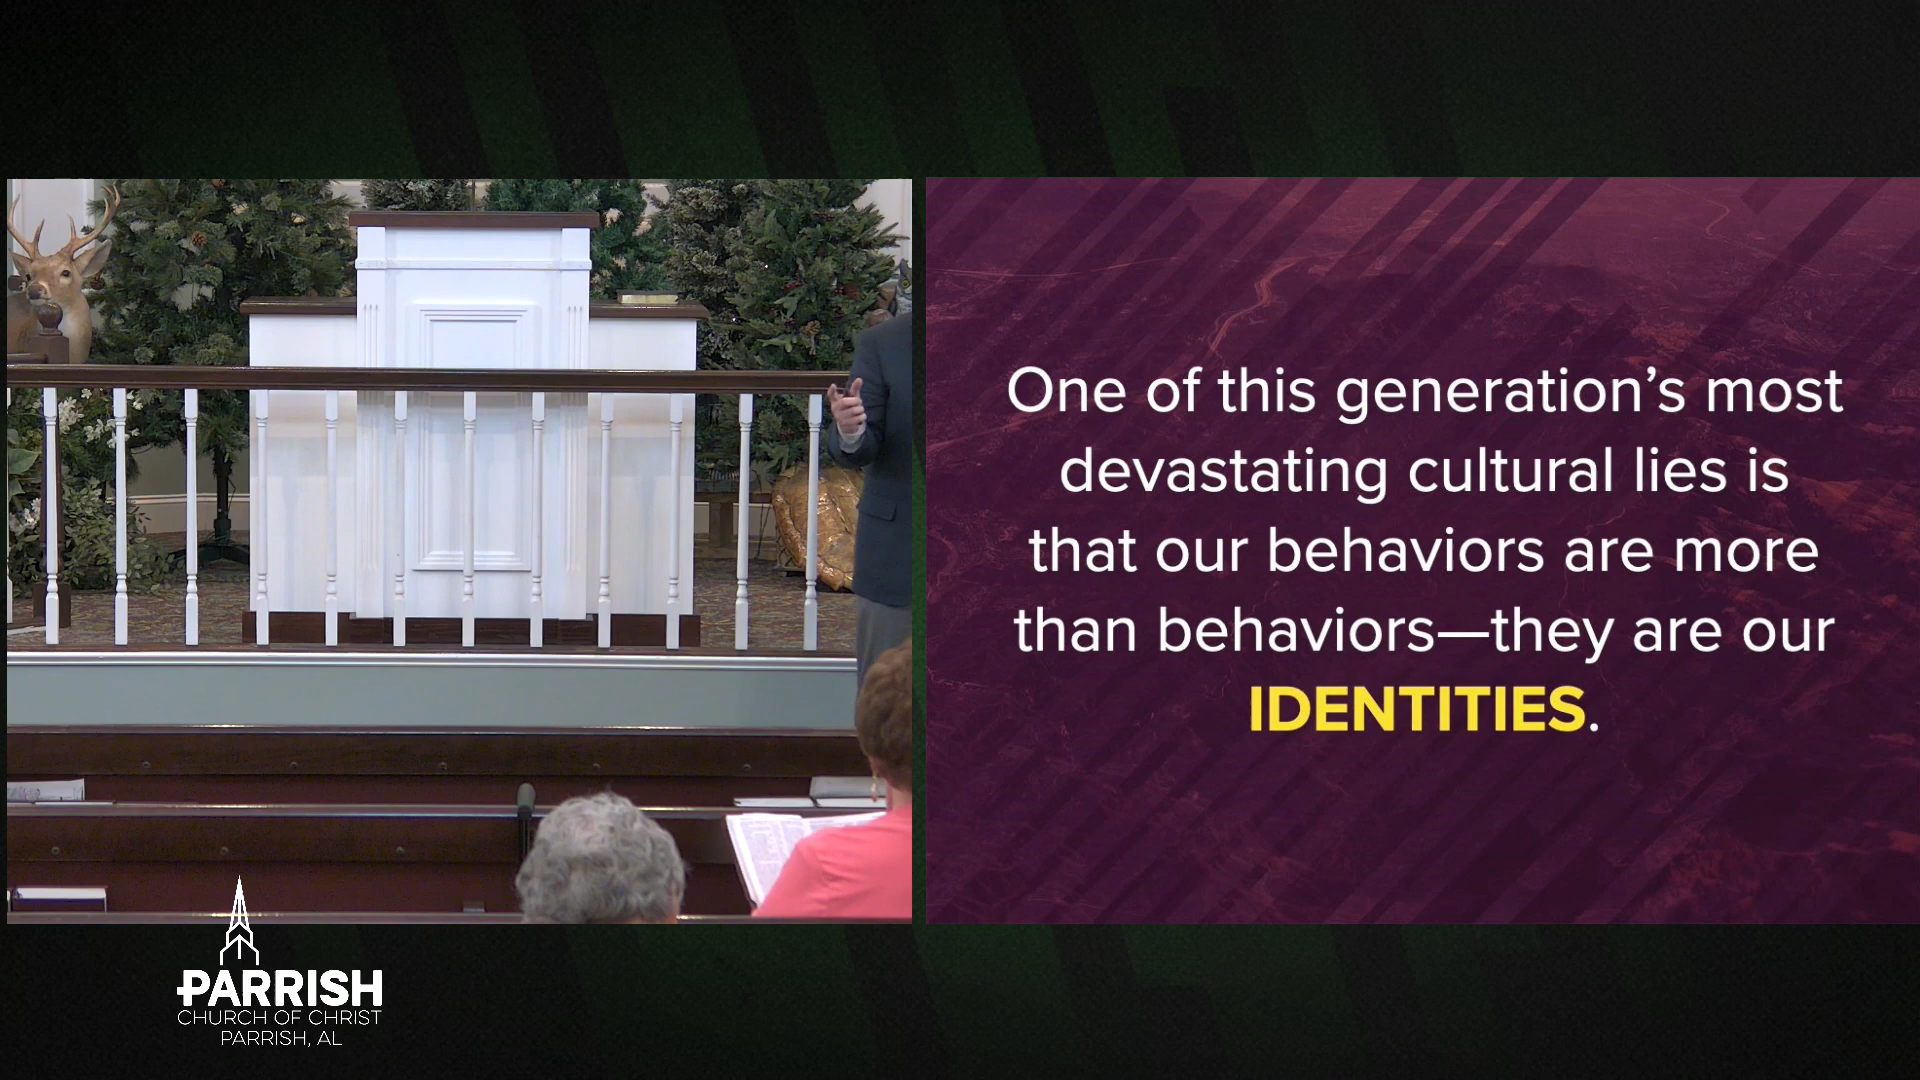 One of this generation’s most
devastating cultural lies is
that our behaviors are more
than behaviors—they are our
IDENTITIES.
PARRISH
CHURCH OF CHRIST
PARRISH, AL